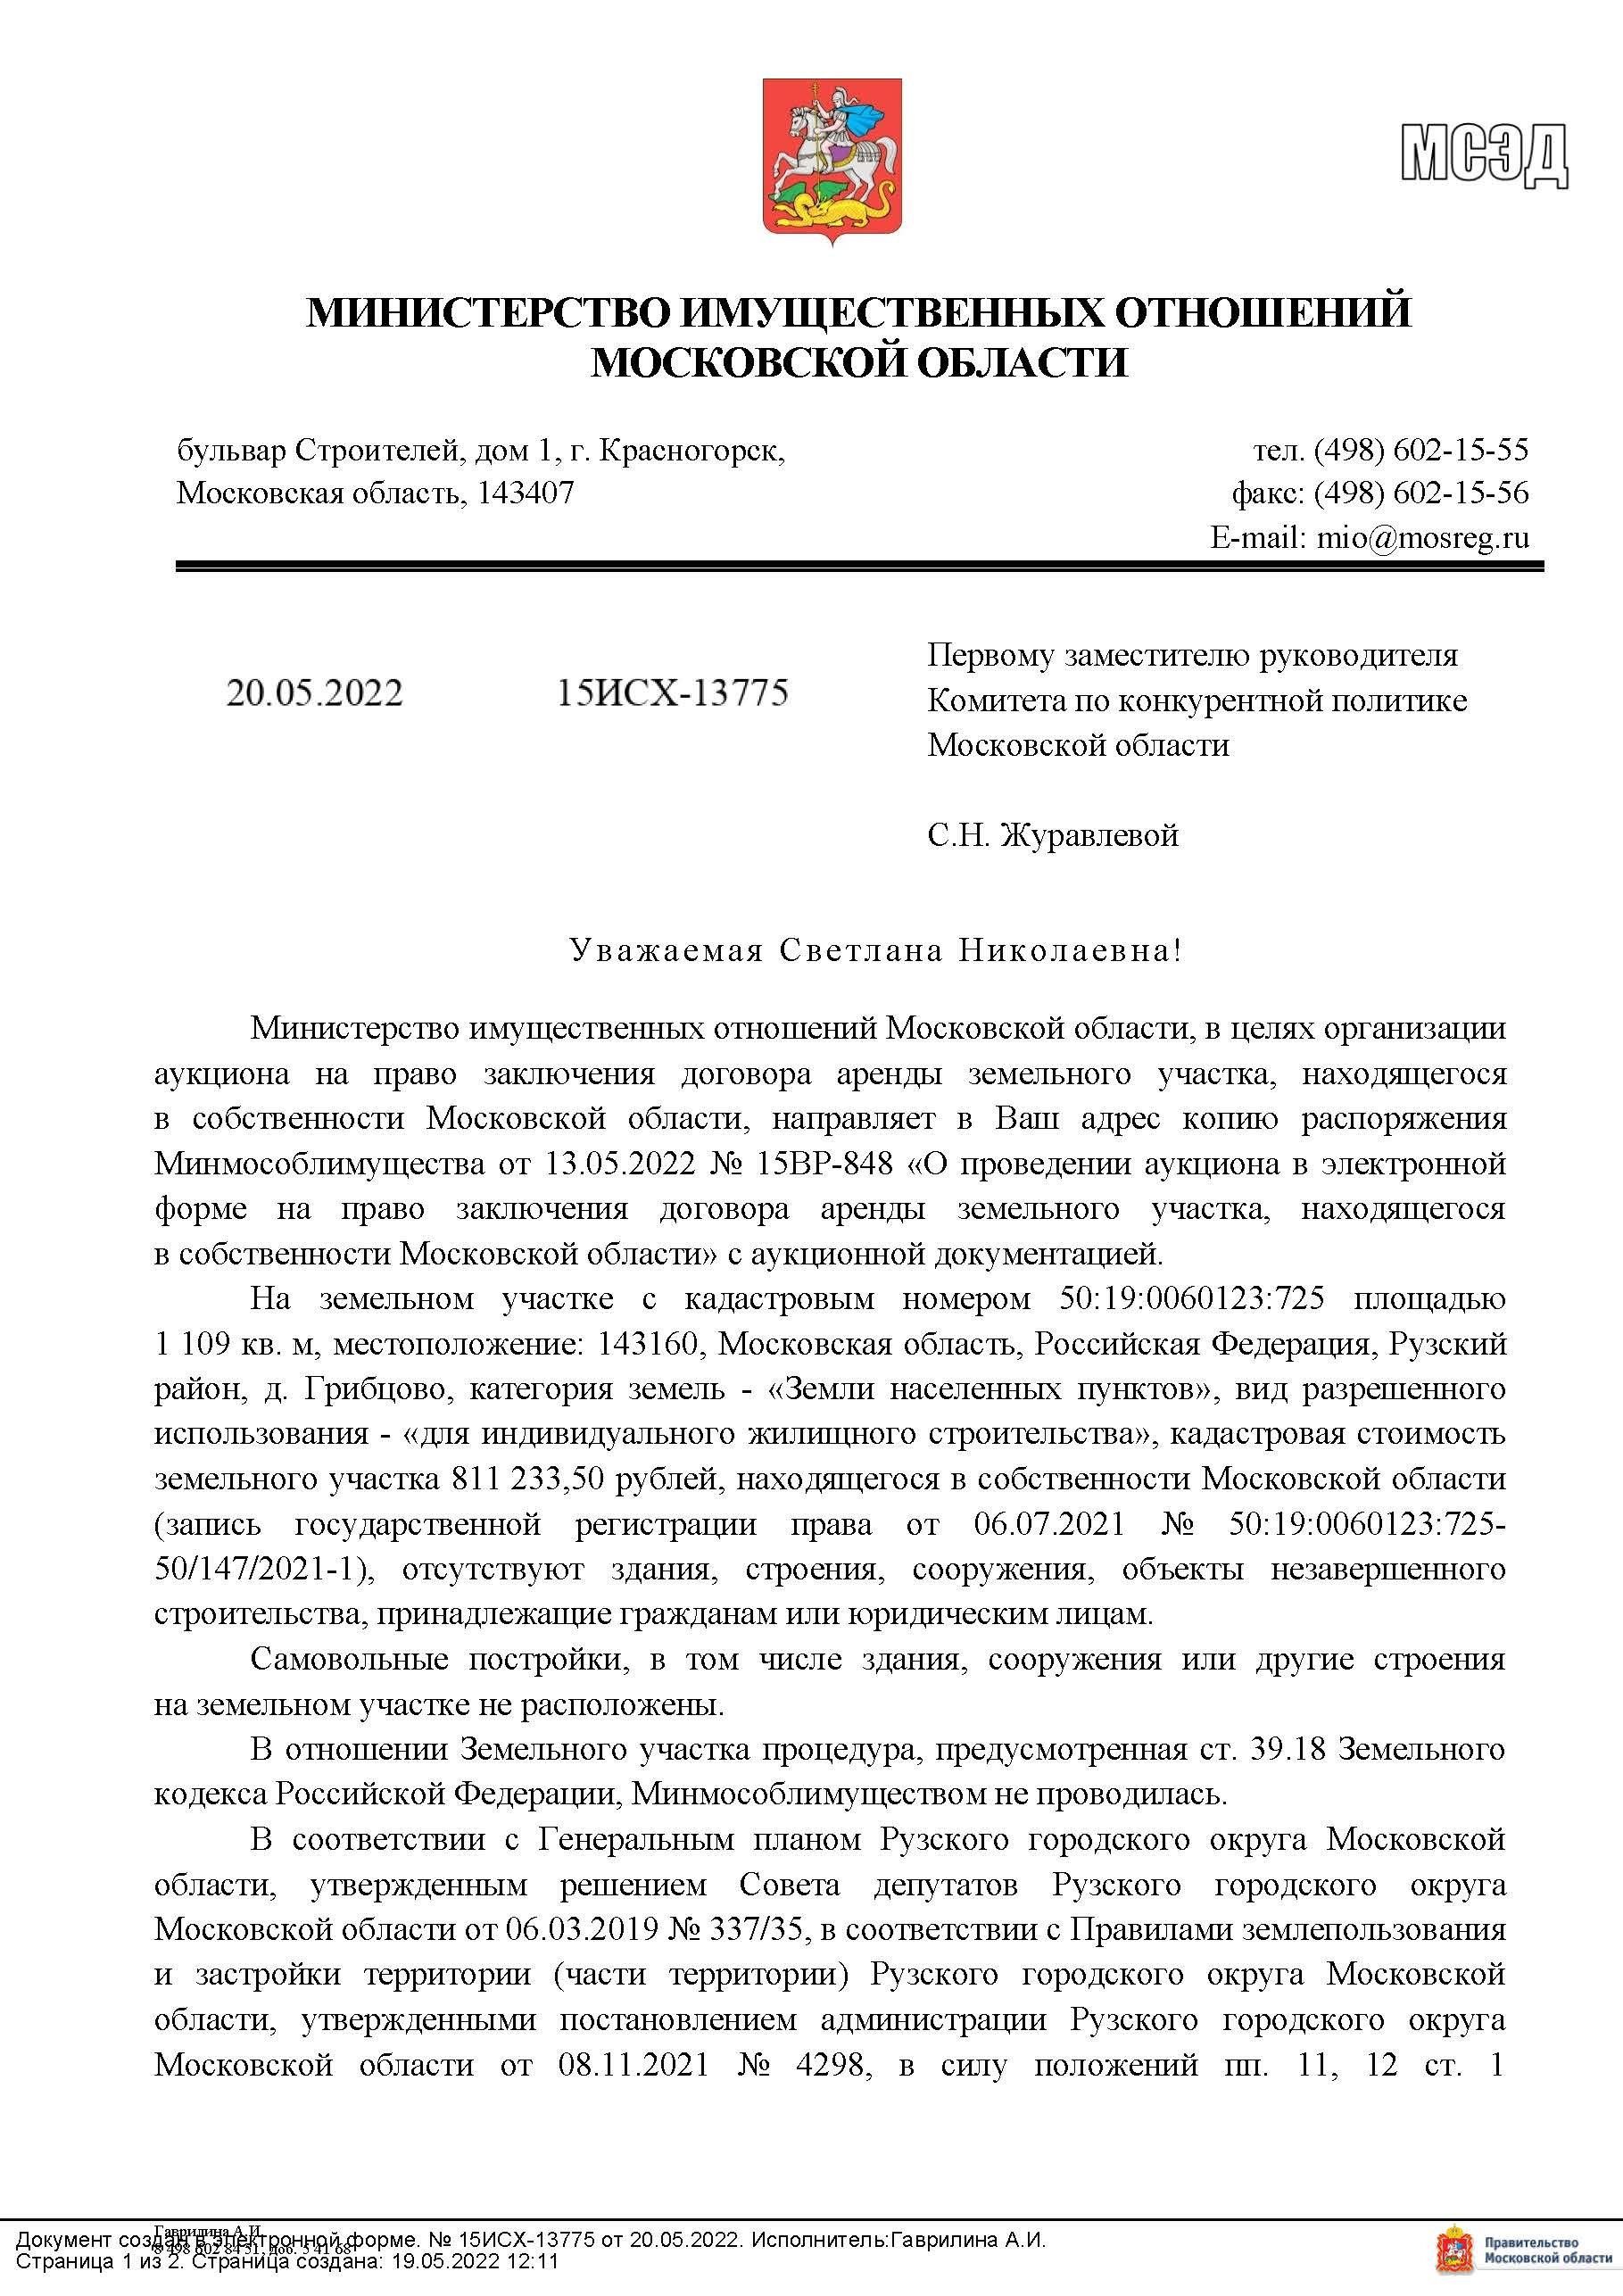 МСЭД
МИНИСТЕРСТВО ИМУЩЕСТВЕННЫХ ОТНОШЕНИЙ
МОСКОВСКОЙ ОБЛАСТИ
бульвар Строителей, дом 1, г. Красногорск,
Московская область, 143407
тел. (498) 602-15-55
факс: (498) 602-15-56
E-mail: mio@mosreg.ru
20.05.2022 15ИСХ-13775
Первому заместителю руководителя
Комитета по конкурентной политике
Московской области
С.Н. Журавлевой
Уважаемая Светлана Николаевна!
Министерство имущественных отношений Московской области, в целях организации
аукциона на право заключения договора аренды земельного участка, находящегося
в собственности Московской области, направляет в Ваш адрес копию распоряжения
Минмособлимущества от 13.05.2022 № 15ВР-848 «О проведении аукциона в электронной
форме на право заключения договора аренды земельного участка, находящегося
в собственности Московской области» с аукционной документацией.
На земельном участке с кадастровым номером 50:19:0060123:725 площадью
1 109 кв. м, местоположение: 143160, Московская область, Российская Федерация, Рузский
район, д. Грибцово, категория земель - «Земли населенных пунктов», вид разрешенного
использования - «для индивидуального жилищного строительства», кадастровая стоимость
земельного участка 811 233,50 рублей, находящегося в собственности Московской области
(запись государственной регистрации права от 06.07.2021 № 50:19:0060123:725-
50/147/2021-1), отсутствуют здания, строения, сооружения, объекты незавершенного
строительства, принадлежащие гражданам или юридическим лицам.
Самовольные постройки, в том числе здания, сооружения или другие строения
на земельном участке не расположены.
В отношении Земельного участка процедура, предусмотренная ст. 39.18 Земельного
кодекса Российской Федерации, Минмособлимуществом не проводилась.
В соответствии с Генеральным планом Рузского городского округа Московской
области, утвержденным решением Совета депутатов Рузского городского округа
Московской области от 06.03.2019 № 337/35, в соответствии с Правилами землепользования
и застройки территории (части территории) Рузского городского округа Московской
области, утвержденными постановлением администрации Рузского городского округа
Московской области от 08.11.2021 № 4298, в силу положений пп. 11, 12 ст. 1
Гаврилина А.И.
8 498 602 84 51, доб. 5 41 68
Документ создан в электронной форме. № 15ИСХ-13775 от 20.05.2022. Исполнитель:Гаврилина А.И.
Страница 1 из 2. Страница создана: 19.05.2022 12:11
Правительство
Московской области